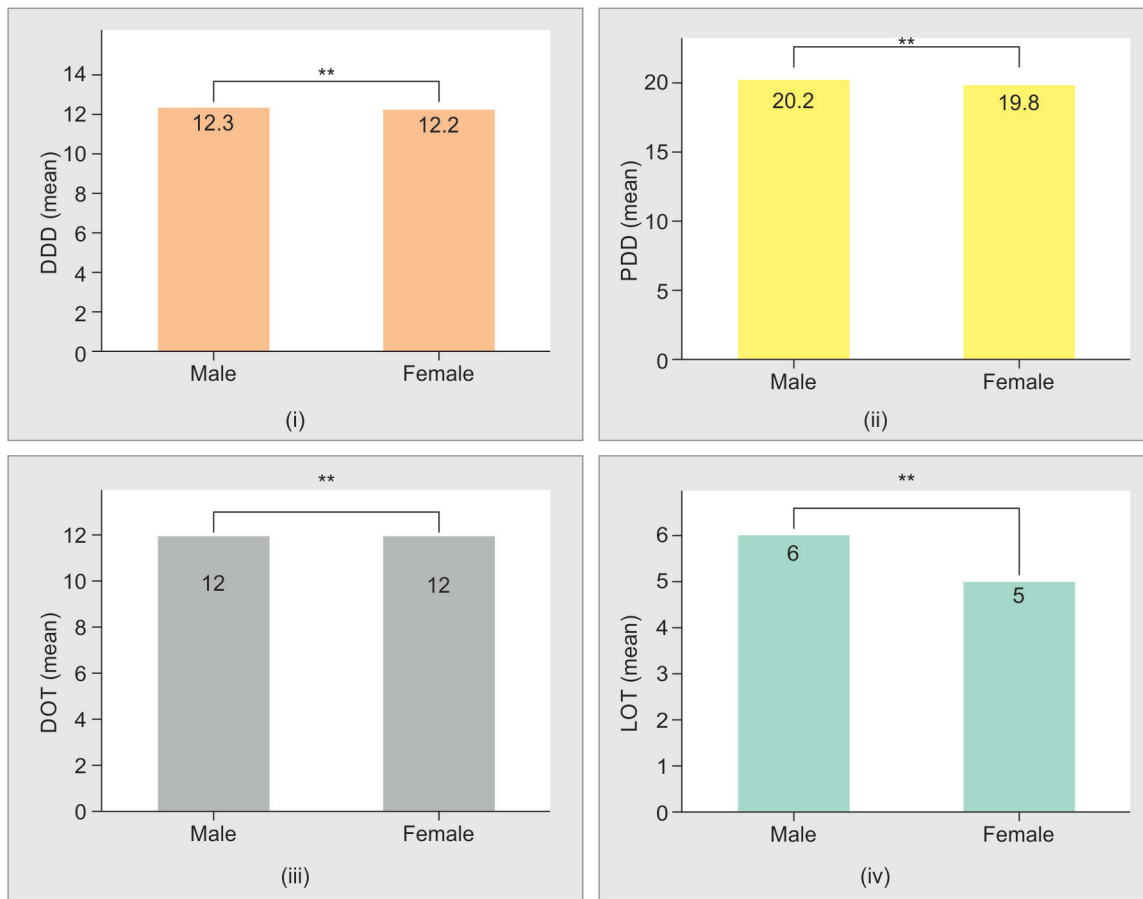 DDD (mean)
14
12
10
8
6
4
2
0
**
12.3
12.2
Male
Female
(i)
PDD (mean)
20
15
10
5
0
**
20.2
19.8
Male
Female
(ii)
DOT (mean)
12
10
8
6
4
2
0
**
12
12
Male
Female
(iii)
LOT (mean)
6
5
4
3
2
1
0
**
6
5
Male
Female
(iv)